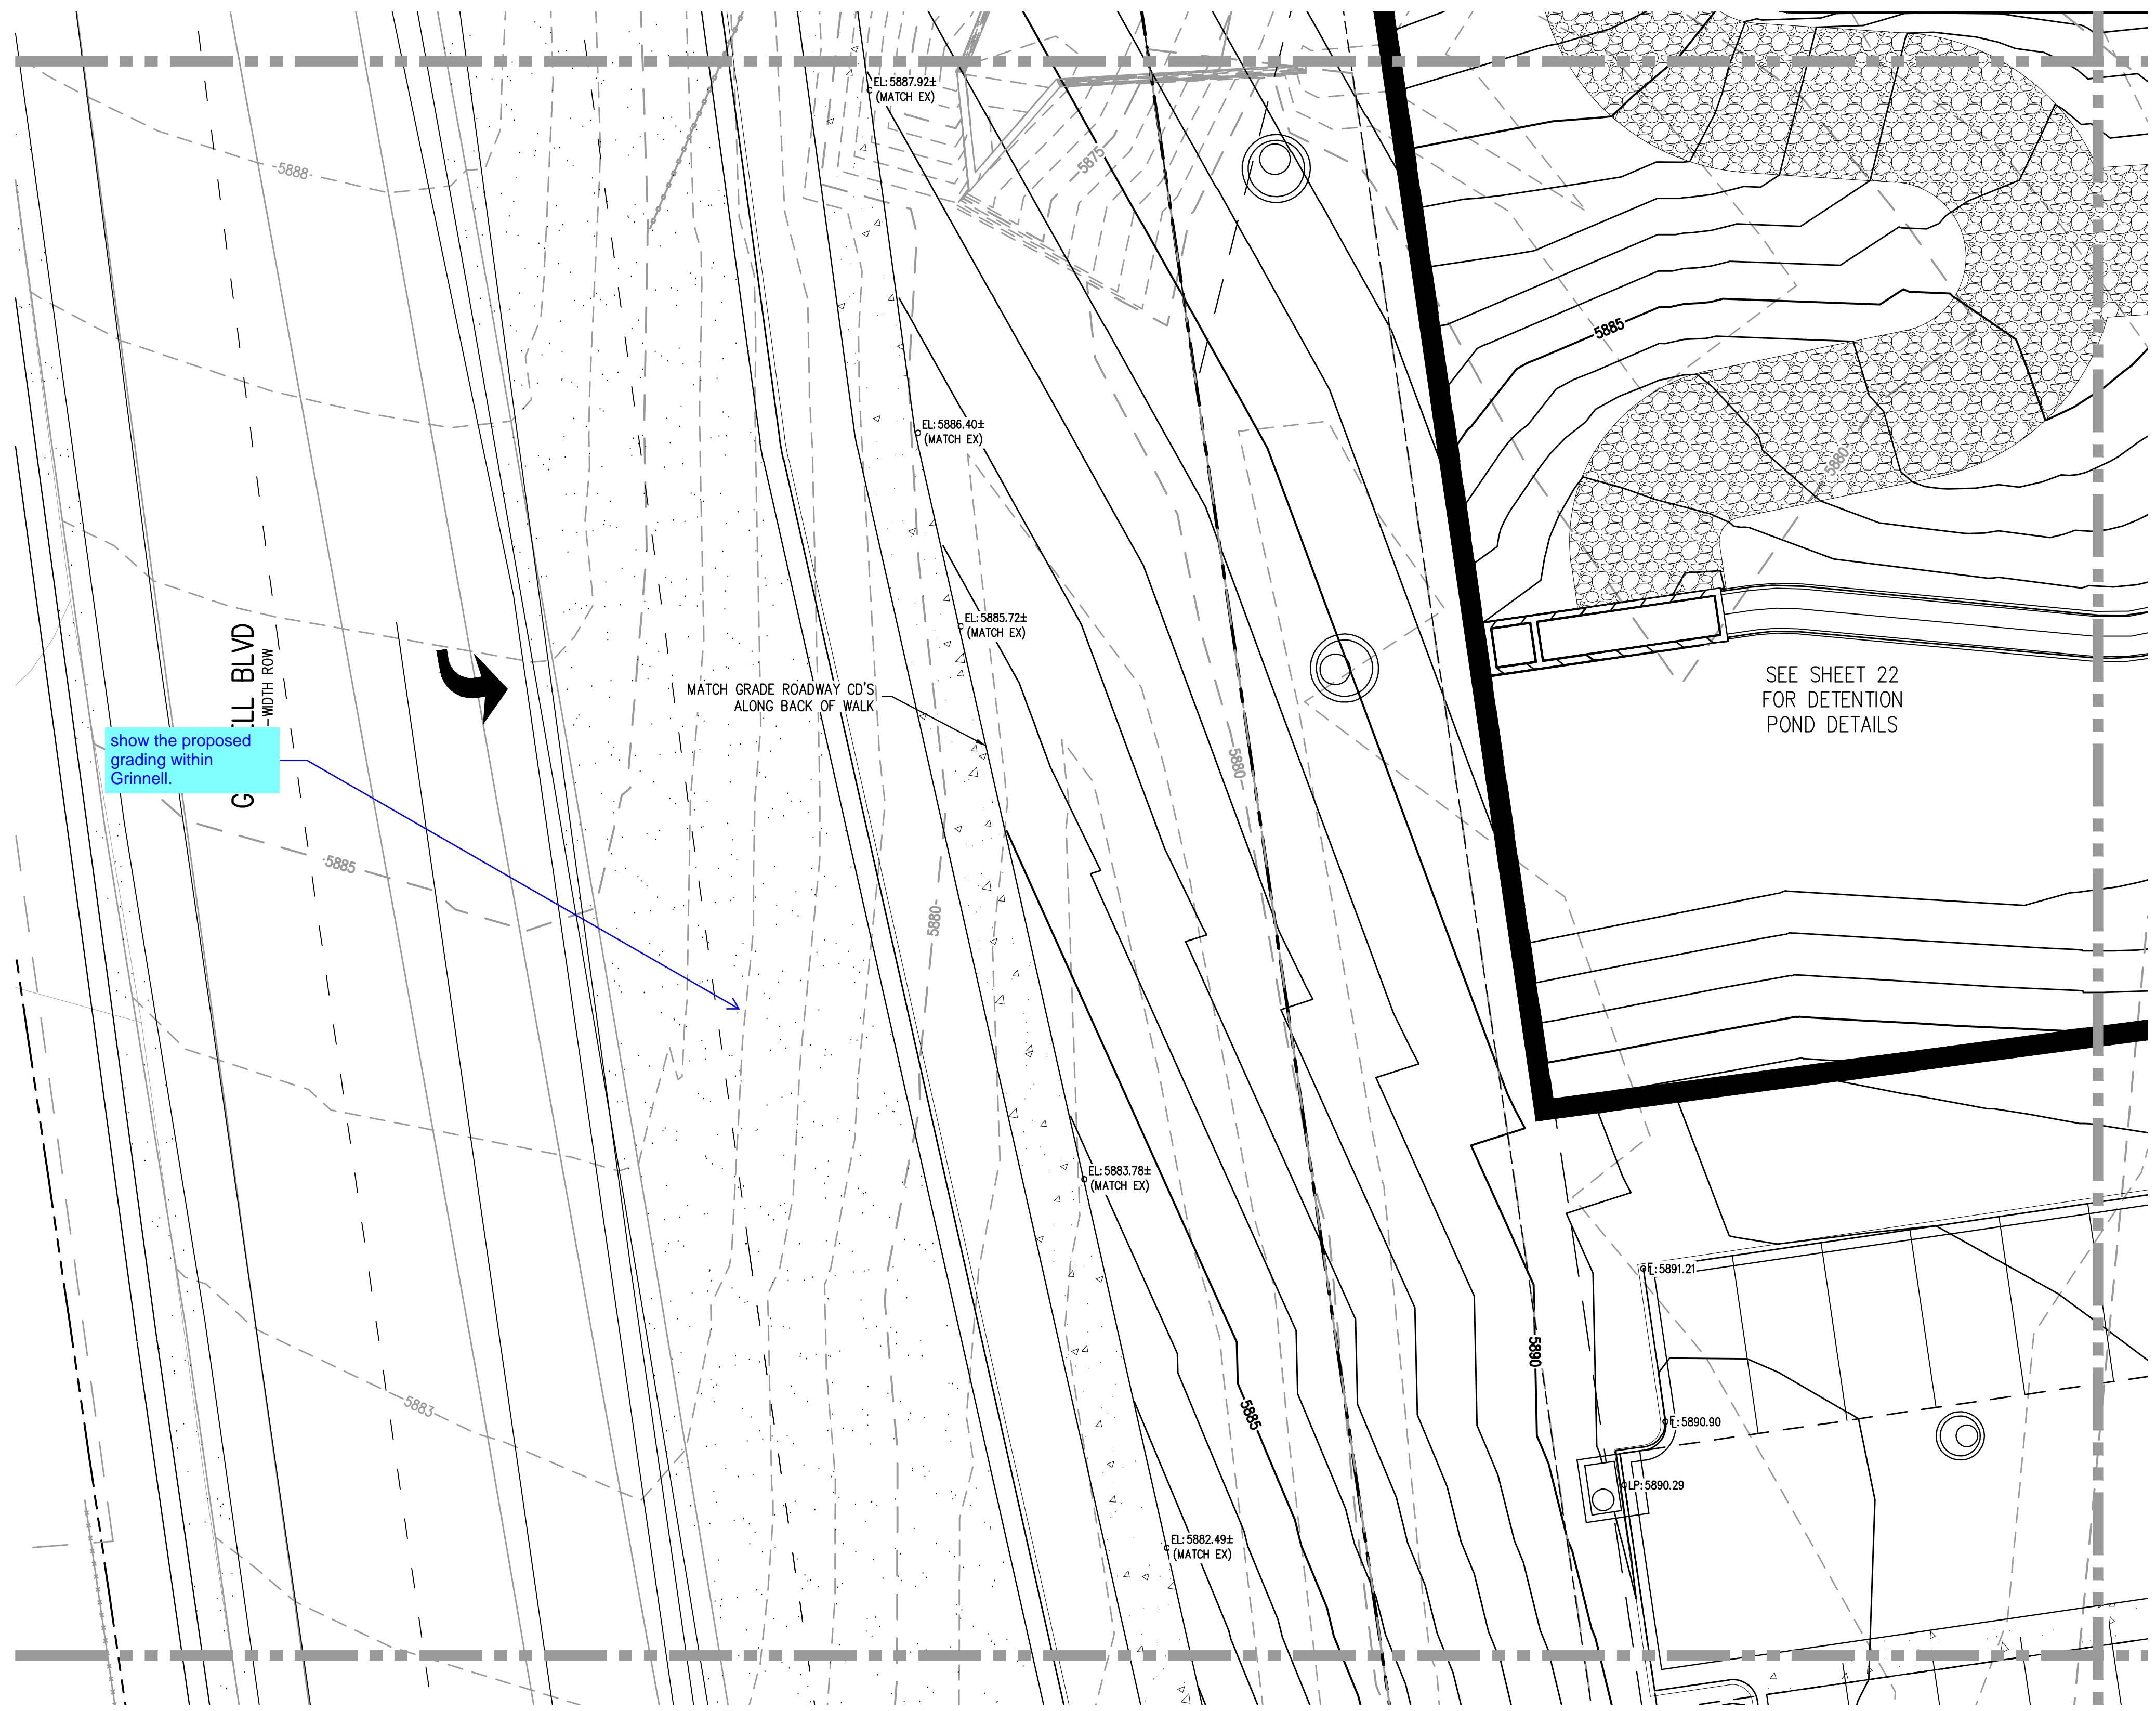 EL:5887.92±
(MATCH EX)
5888
5875
5885
EL:5886.40±
(MATCH EX)
5880
EL:5885.72±
(MATCH EX)
ELL BLVD
-WIDTH ROW
G
MATCH GRADE ROADWAY CD'S
ALONG BACK OF WALK
SEE SHEET 22
FOR DETENTION
POND DETAILS
show the proposed
grading within
Grinnell.
5880
5885
5880
EL:5883.78±
(MATCH EX)
F:5891.21
5890
5883
5885
F:5890.90
LP:5890.29
EL:5882.49±
(MATCH EX)